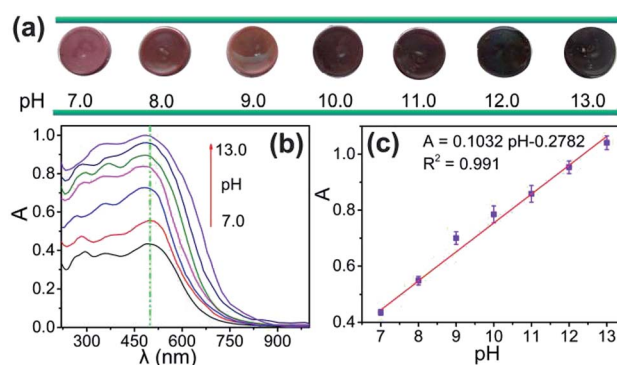 (a)
pH 7.0 8.0 9.0 10.0 11.0 12.0 13.0
(b)
13.0
pH
7.0
A
1.0
0.8
0.6
0.4
0.2
0.0
300 450 600 750 900
λ (nm)
(c)
A = 0.1032 pH-0.2782
R² = 0.991
A
1.0
0.8
0.6
0.4
7 8 9 10 11 12 13
pH